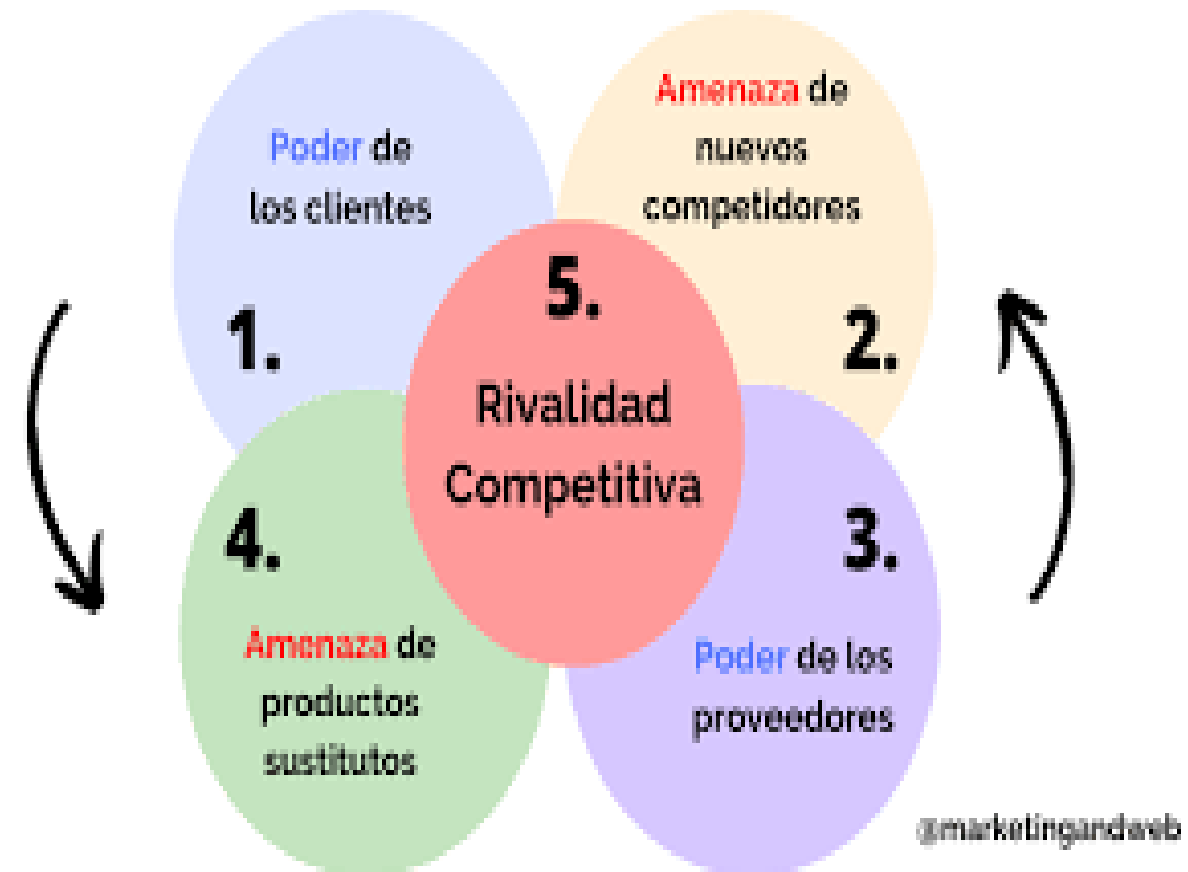 Poder de
los clientes
1.
Amenaza de
nuevos
competidores
2.
5.
Rivalidad
Competitiva
4.
Amenaza de
productos
sustitutos
3.
Poder de los
proveedores
@marketingandweb